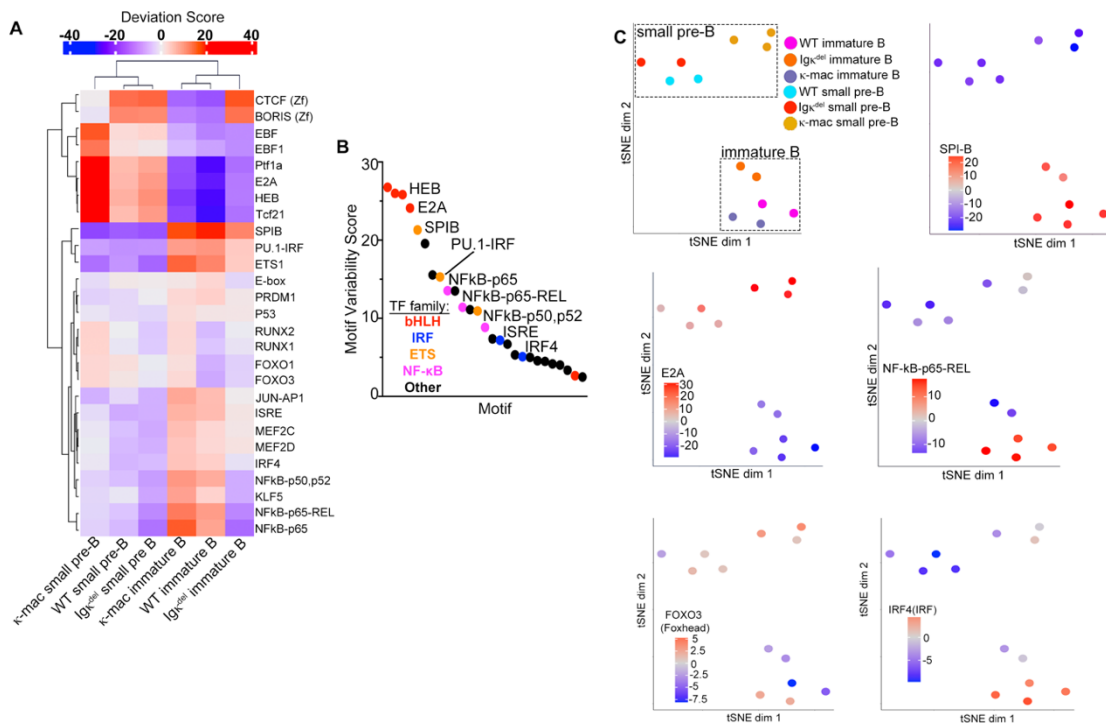 A
Deviation Score
-40 -20 0 20 40
CTCF (Zf)
BORIS (Zf)
EBF
EBF1
Ptf1a
E2A
HEB
Tcf21
SPIB
PU.1-IRF
ETS1
E-box
PRDM1
P53
RUNX2
RUNX1
FOXO1
FOXO3
JUN-AP1
ISRE
MEF2C
MEF2D
IRF4
NFkB-p50,p52
KLF5
NFkB-p65-REL
NFkB-p65
κ-mac small pre-B
WT small pre-B
Igκdel small pre B
κ-mac immature B
WT immature B
Igκdel immature B
B
Motif Variability Score
30
20
10
0
HEB
E2A
SPIB
PU.1-IRF
NFkB-p65
NFkB-p65-REL
NFkB-p50,p52
ISRE
IRF4
TF family:
bHLH
IRF
ETS
NF-κB
Other
Motif
C
small pre-B
immature B
WT immature B
Igκdel immature B
κ-mac immature B
WT small pre-B
Igκdel small pre-B
κ-mac small pre-B
tSNE dim 2
tSNE dim 1
SPI-B
20
10
0
-10
-20
tSNE dim 2
tSNE dim 1
E2A
30
20
10
0
-10
-20
tSNE dim 2
tSNE dim 1
NF-kB-p65-REL
10
0
-10
tSNE dim 2
tSNE dim 1
FOXO3
(Foxhead)
5
2.5
0
-2.5
-5
-7.5
tSNE dim 2
tSNE dim 1
IRF4(IRF)
0
-5
tSNE dim 2
tSNE dim 1